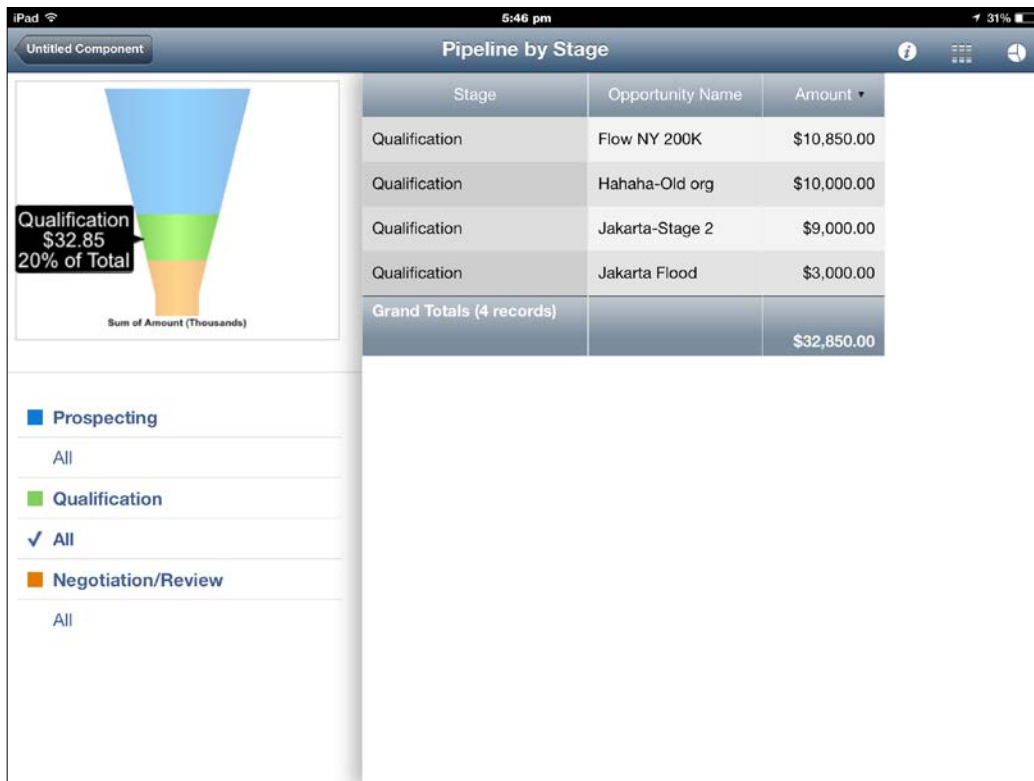 iPad 5:46 pm 31%
Untitled Component Pipeline by Stage i
Qualification
$32.85
20% of Total
Sum of Amount (Thousands)
Stage Opportunity Name Amount
Qualification Flow NY 200K $10,850.00
Qualification Hahaha-Old org $10,000.00
Qualification Jakarta-Stage 2 $9,000.00
Qualification Jakarta Flood $3,000.00
Grand Totals (4 records)
$32,850.00
Prospecting
All
Qualification
All
Negotiation/Review
All